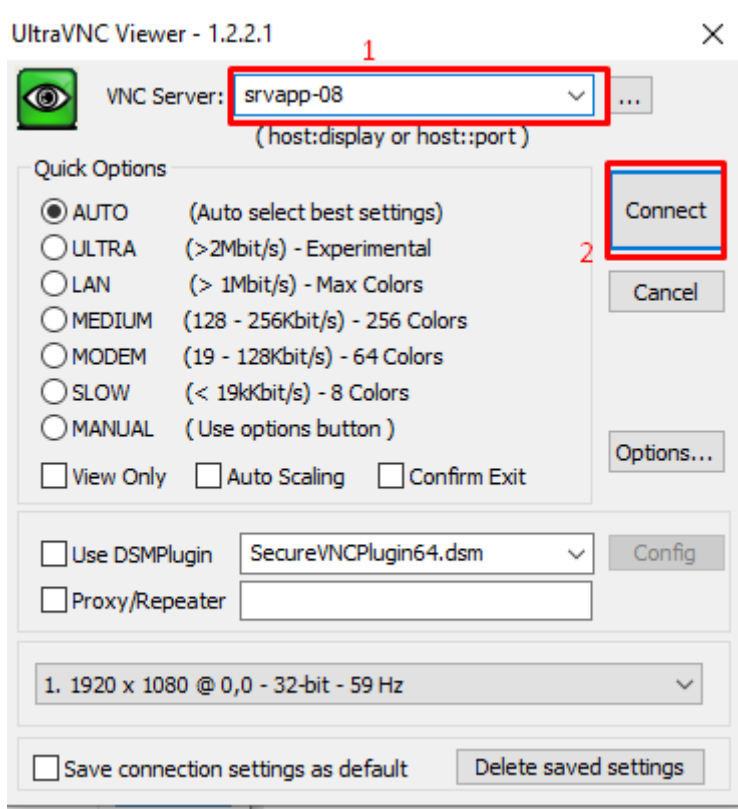 UltraVNC Viewer - 1.2.2.1
1
VNC Server: srvapp-08 ...
( host:display or host::port )
Quick Options
AUTO (Auto select best settings) Connect
ULTRA (>2Mbit/s) - Experimental 2
LAN (> 1Mbit/s) - Max Colors Cancel
MEDIUM (128 - 256Kbit/s) - 256 Colors
MODEM (19 - 128Kbit/s) - 64 Colors
SLOW (< 19kKbit/s) - 8 Colors
MANUAL ( Use options button )
Options...
View Only Auto Scaling Confirm Exit
Use DSMPlugin SecureVNCPlugin64.dsm Config
Proxy/Repeater
1. 1920 x 1080 @ 0,0 - 32-bit - 59 Hz
Save connection settings as default Delete saved settings